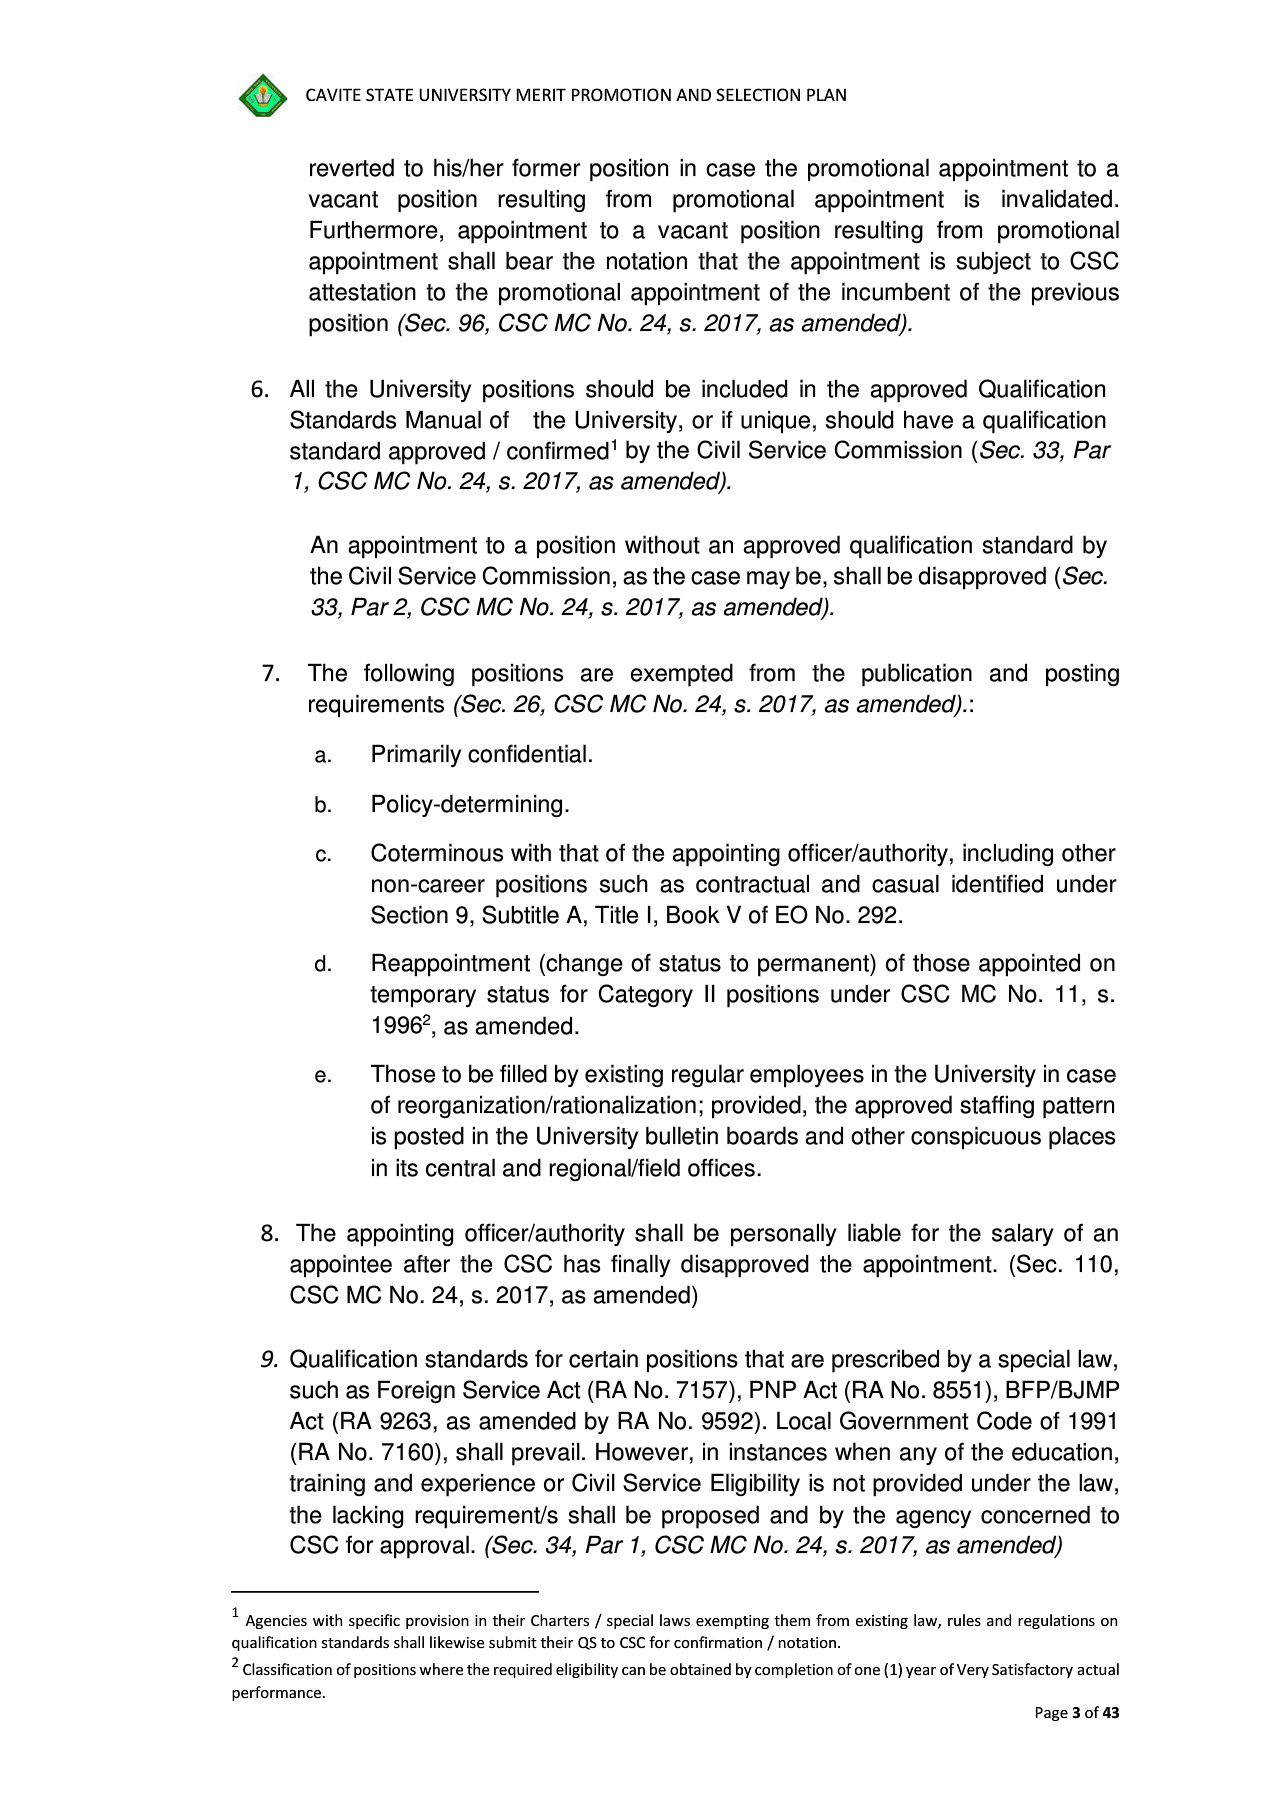 CAVITE STATE UNIVERSITY MERIT PROMOTION AND SELECTION PLAN
reverted to his/her former position in case the promotional appointment to a
vacant position resulting from promotional appointment is invalidated.
Furthermore, appointment to a vacant position resulting from promotional
appointment shall bear the notation that the appointment is subject to CSC
attestation to the promotional appointment of the incumbent of the previous
position (Sec. 96, CSC MC No. 24, s. 2017, as amended).
6. All the University positions should be included in the approved Qualification
Standards Manual of the University, or if unique, should have a qualification
standard approved / confirmed¹ by the Civil Service Commission (Sec. 33, Par
1, CSC MC No. 24, s. 2017, as amended).
An appointment to a position without an approved qualification standard by
the Civil Service Commission, as the case may be, shall be disapproved (Sec.
33, Par 2, CSC MC No. 24, s. 2017, as amended).
7. The following positions are exempted from the publication and posting
requirements (Sec. 26, CSC MC No. 24, s. 2017, as amended).:
a. Primarily confidential.
b. Policy-determining.
c. Coterminous with that of the appointing officer/authority, including other
non-career positions such as contractual and casual identified under
Section 9, Subtitle A, Title I, Book V of EO No. 292.
d. Reappointment (change of status to permanent) of those appointed on
temporary status for Category II positions under CSC MC No. 11, s.
1996², as amended.
e. Those to be filled by existing regular employees in the University in case
of reorganization/rationalization; provided, the approved staffing pattern
is posted in the University bulletin boards and other conspicuous places
in its central and regional/field offices.
8. The appointing officer/authority shall be personally liable for the salary of an
appointee after the CSC has finally disapproved the appointment. (Sec. 110,
CSC MC No. 24, s. 2017, as amended)
9. Qualification standards for certain positions that are prescribed by a special law,
such as Foreign Service Act (RA No. 7157), PNP Act (RA No. 8551), BFP/BJMP
Act (RA 9263, as amended by RA No. 9592). Local Government Code of 1991
(RA No. 7160), shall prevail. However, in instances when any of the education,
training and experience or Civil Service Eligibility is not provided under the law,
the lacking requirement/s shall be proposed and by the agency concerned to
CSC for approval. (Sec. 34, Par 1, CSC MC No. 24, s. 2017, as amended)
¹ Agencies with specific provision in their Charters / special laws exempting them from existing law, rules and regulations on
qualification standards shall likewise submit their QS to CSC for confirmation / notation.
² Classification of positions where the required eligibility can be obtained by completion of one (1) year of Very Satisfactory actual
performance.
Page 3 of 43